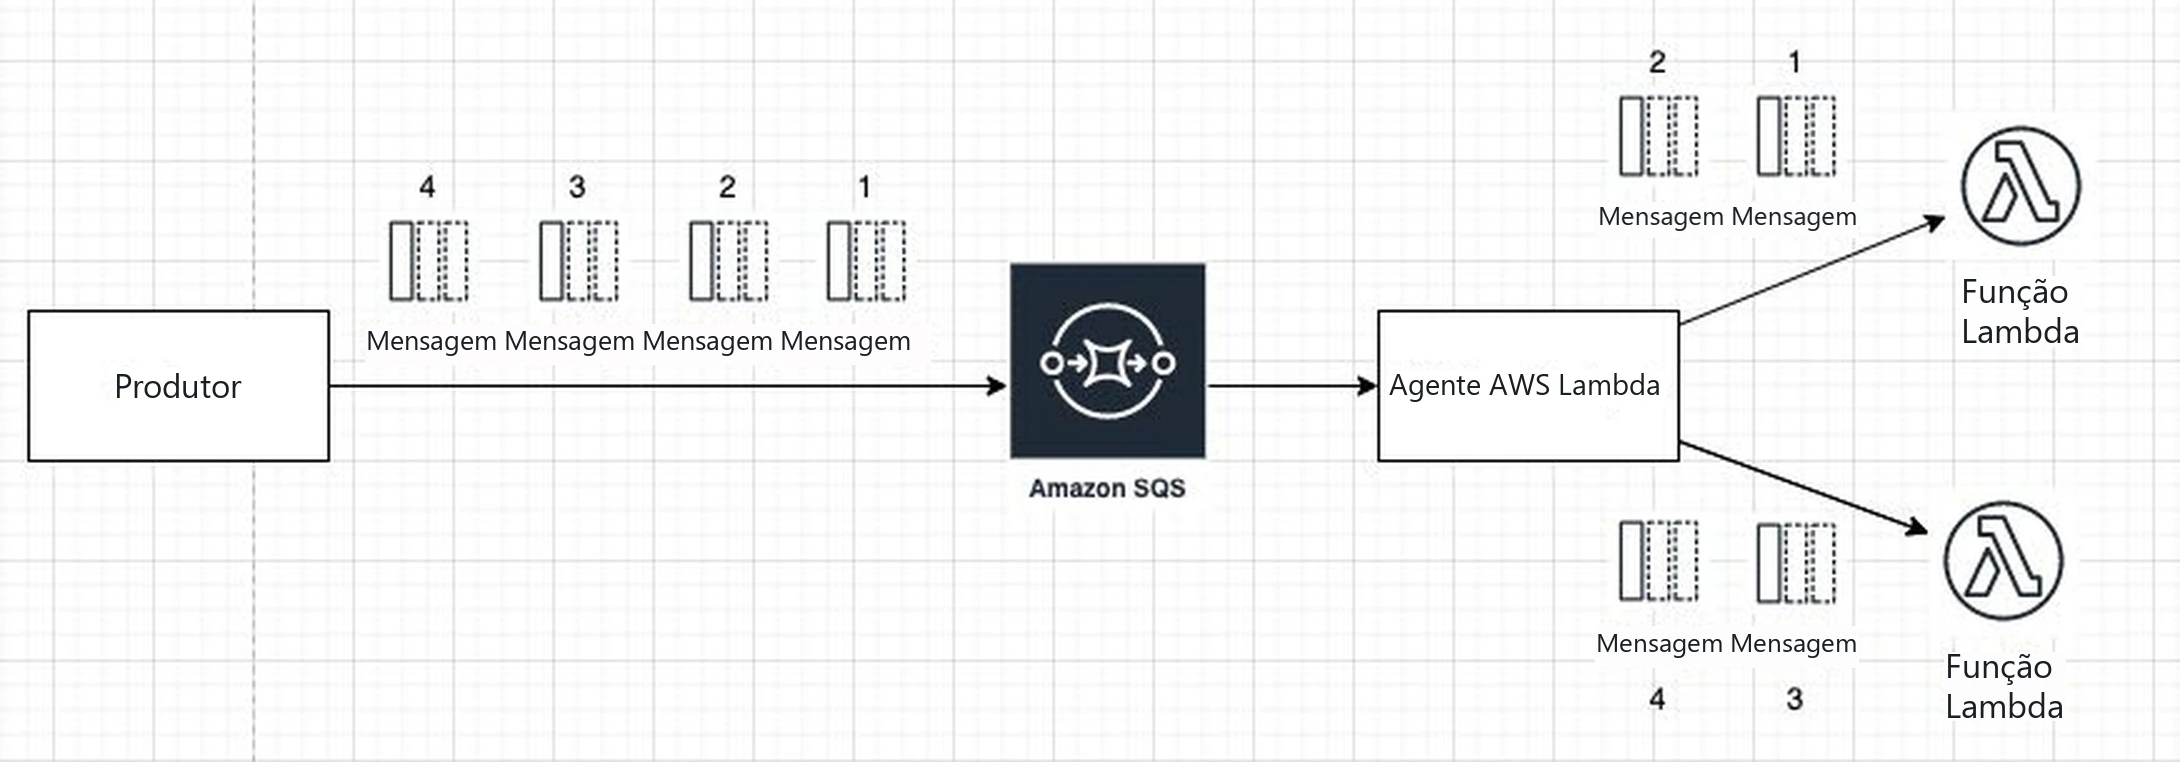 2 1
Mensagem Mensagem
4 3 2 1
Mensagem Mensagem Mensagem Mensagem
Produtor
Amazon SQS
Agente AWS Lambda
Função
Lambda
Mensagem Mensagem
4 3
Função
Lambda